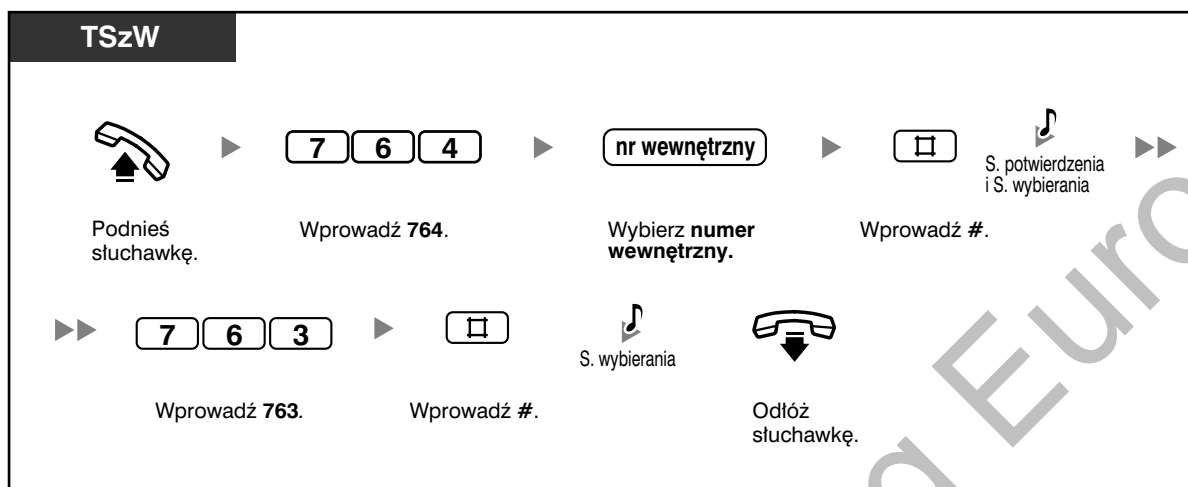 TSzW
7 6 4
nr wewnętrzny
S. potwierdzenia
i S. wybierania
Podnieś
słuchawkę.
Wprowadź 764.
Wybierz numer
wewnętrzny.
Wprowadź #.
7 6 3
S. wybierania
Wprowadź 763.
Wprowadź #.
Odłóż
słuchawkę.
g Euro